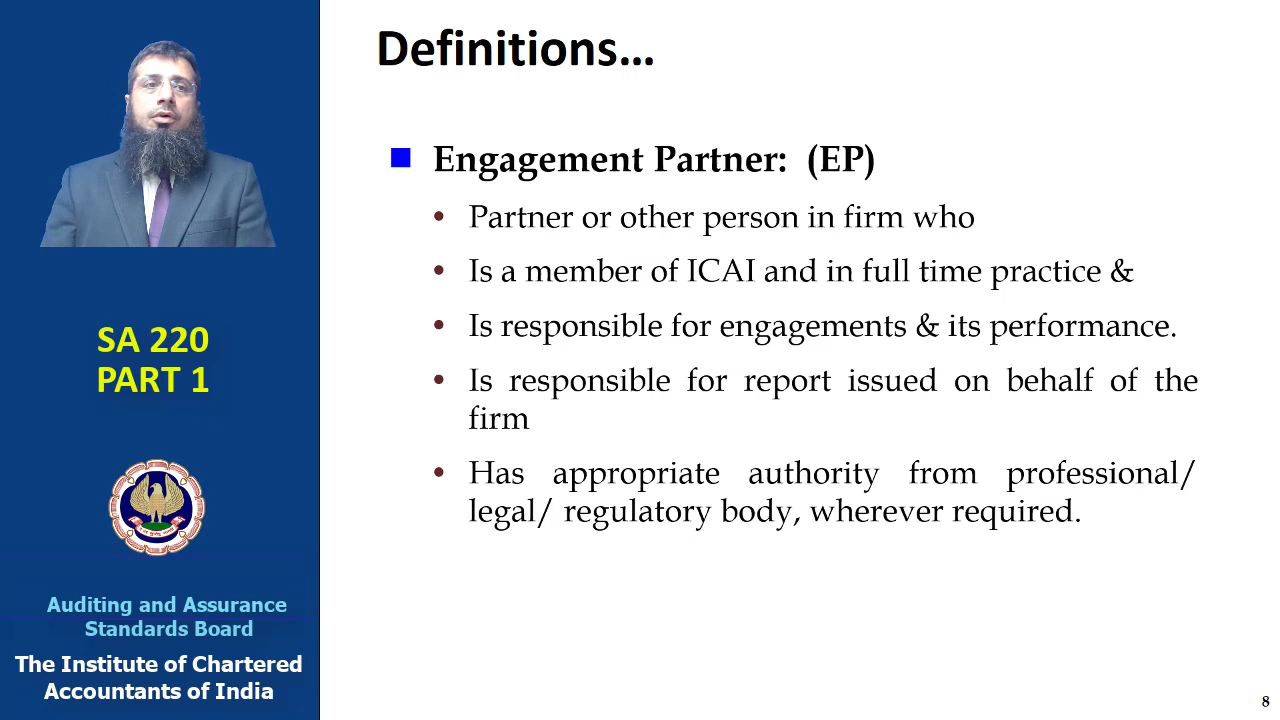 Definitions...
Engagement Partner: (EP)
Partner or other person in firm who
Is a member of ICAI and in full time practice &
Is responsible for engagements & its performance.
Is responsible for report issued on behalf of the
firm
Has appropriate authority from professional/
legal/ regulatory body, wherever required.
SA 220
PART 1
Auditing and Assurance
Standards Board
The Institute of Chartered
Accountants of India
8